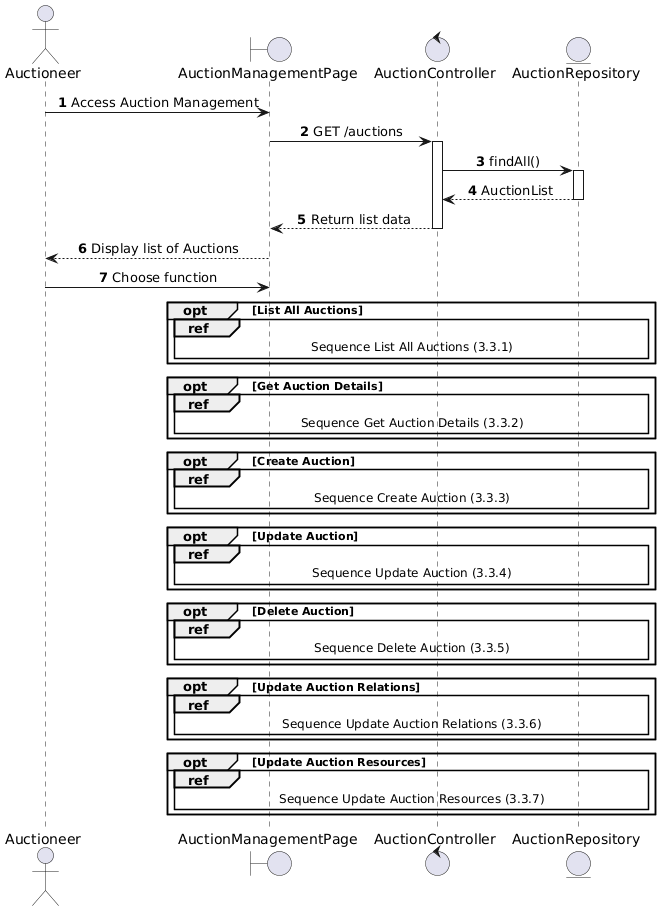 Auctioneer
AuctionManagementPage
AuctionController
AuctionRepository
1 Access Auction Management
2 GET /auctions
3 findAll()
4 AuctionList
5 Return list data
6 Display list of Auctions
7 Choose function
opt [List All Auctions]
ref
Sequence List All Auctions (3.3.1)
opt [Get Auction Details]
ref
Sequence Get Auction Details (3.3.2)
opt [Create Auction]
ref
Sequence Create Auction (3.3.3)
opt [Update Auction]
ref
Sequence Update Auction (3.3.4)
opt [Delete Auction]
ref
Sequence Delete Auction (3.3.5)
opt [Update Auction Relations]
ref
Sequence Update Auction Relations (3.3.6)
opt [Update Auction Resources]
ref
Sequence Update Auction Resources (3.3.7)
Auctioneer
AuctionManagementPage
AuctionController
AuctionRepository